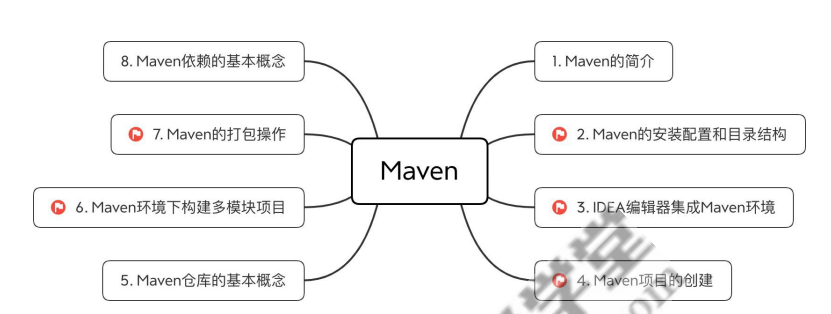 Maven
1. Maven的简介
2. Maven的安装配置和目录结构
3. IDEA编辑器集成Maven环境
4. Maven项目的创建
5. Maven仓库的基本概念
6. Maven环境下构建多模块项目
7. Maven的打包操作
8. Maven依赖的基本概念
学堂